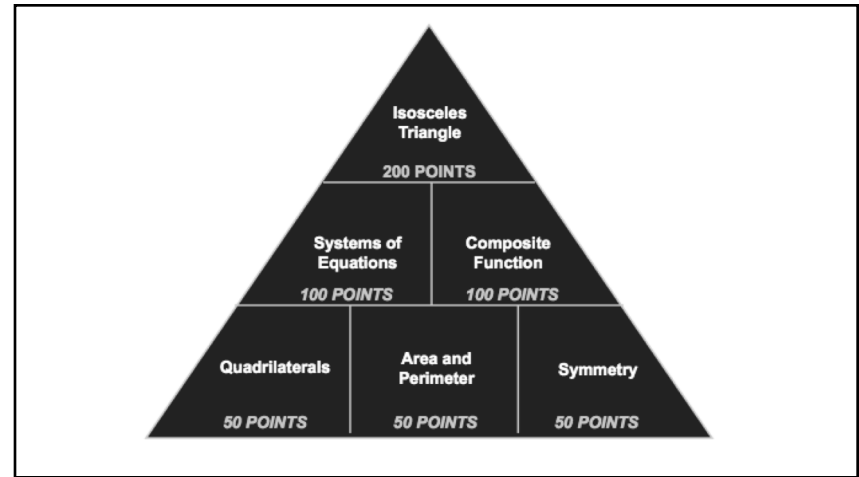 Isosceles
Triangle
200 POINTS
Systems of
Equations
100 POINTS
Composite
Function
100 POINTS
Quadrilaterals
50 POINTS
Area and
Perimeter
50 POINTS
Symmetry
50 POINTS